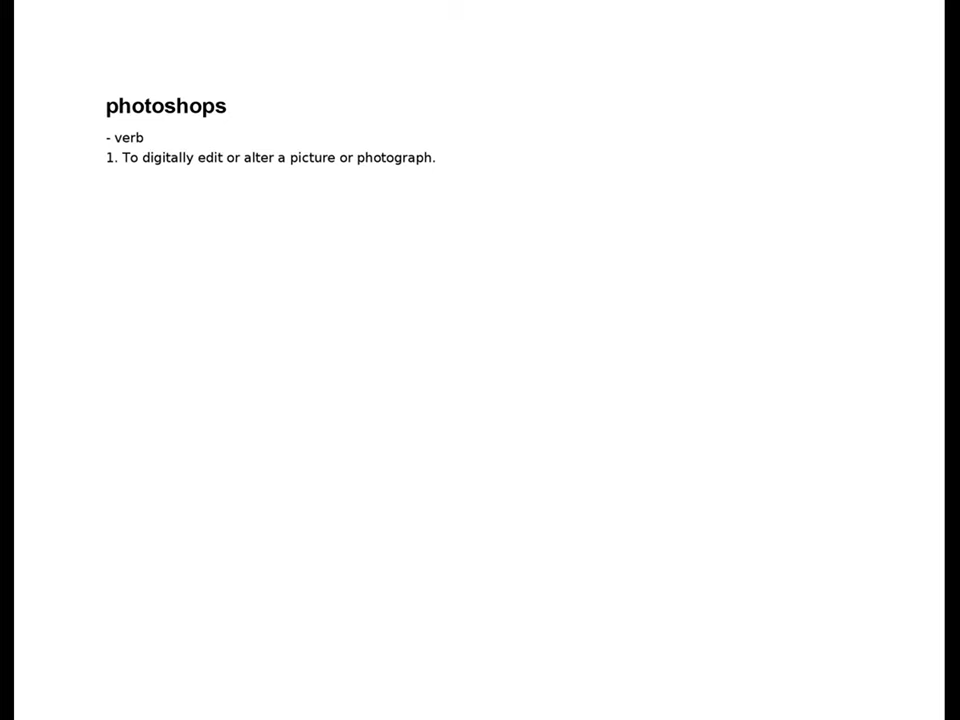 photoshops
- verb
1. To digitally edit or alter a picture or photograph.